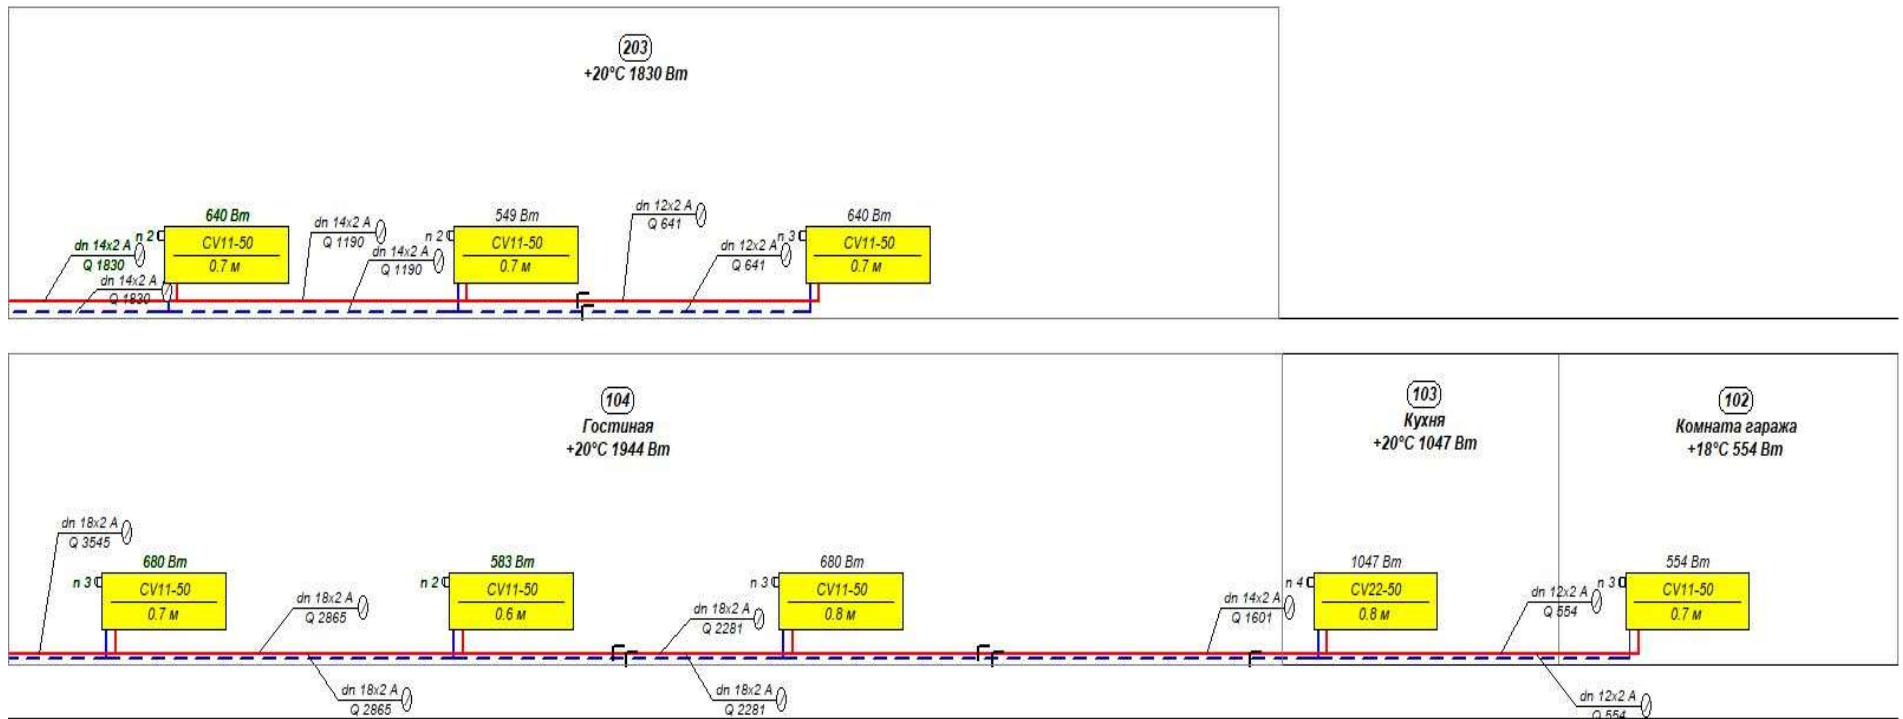 203
+20°C 1830 Вт
640 Вт
n 2
CV11-50
0.7 м
dn 14x2 A
Q 1830
dn 14x2 A
Q 1830
dn 14x2 A
Q 1190
dn 14x2 A
Q 1190
549 Вт
n 2
CV11-50
0.7 м
dn 12x2 A
Q 641
dn 12x2 A
Q 641
640 Вт
n 3
CV11-50
0.7 м
104
Гостиная
+20°C 1944 Вт
103
Кухня
+20°C 1047 Вт
102
Комната гаража
+18°C 554 Вт
dn 18x2 A
Q 3545
680 Вт
n 3
CV11-50
0.7 м
dn 18x2 A
Q 2865
dn 18x2 A
Q 2865
583 Вт
n 2
CV11-50
0.6 м
dn 18x2 A
Q 2281
dn 18x2 A
Q 2281
680 Вт
n 3
CV11-50
0.8 м
dn 14x2 A
Q 1601
1047 Вт
n 4
CV22-50
0.8 м
dn 12x2 A
Q 554
dn 12x2 A
Q 554
554 Вт
n 3
CV11-50
0.7 м